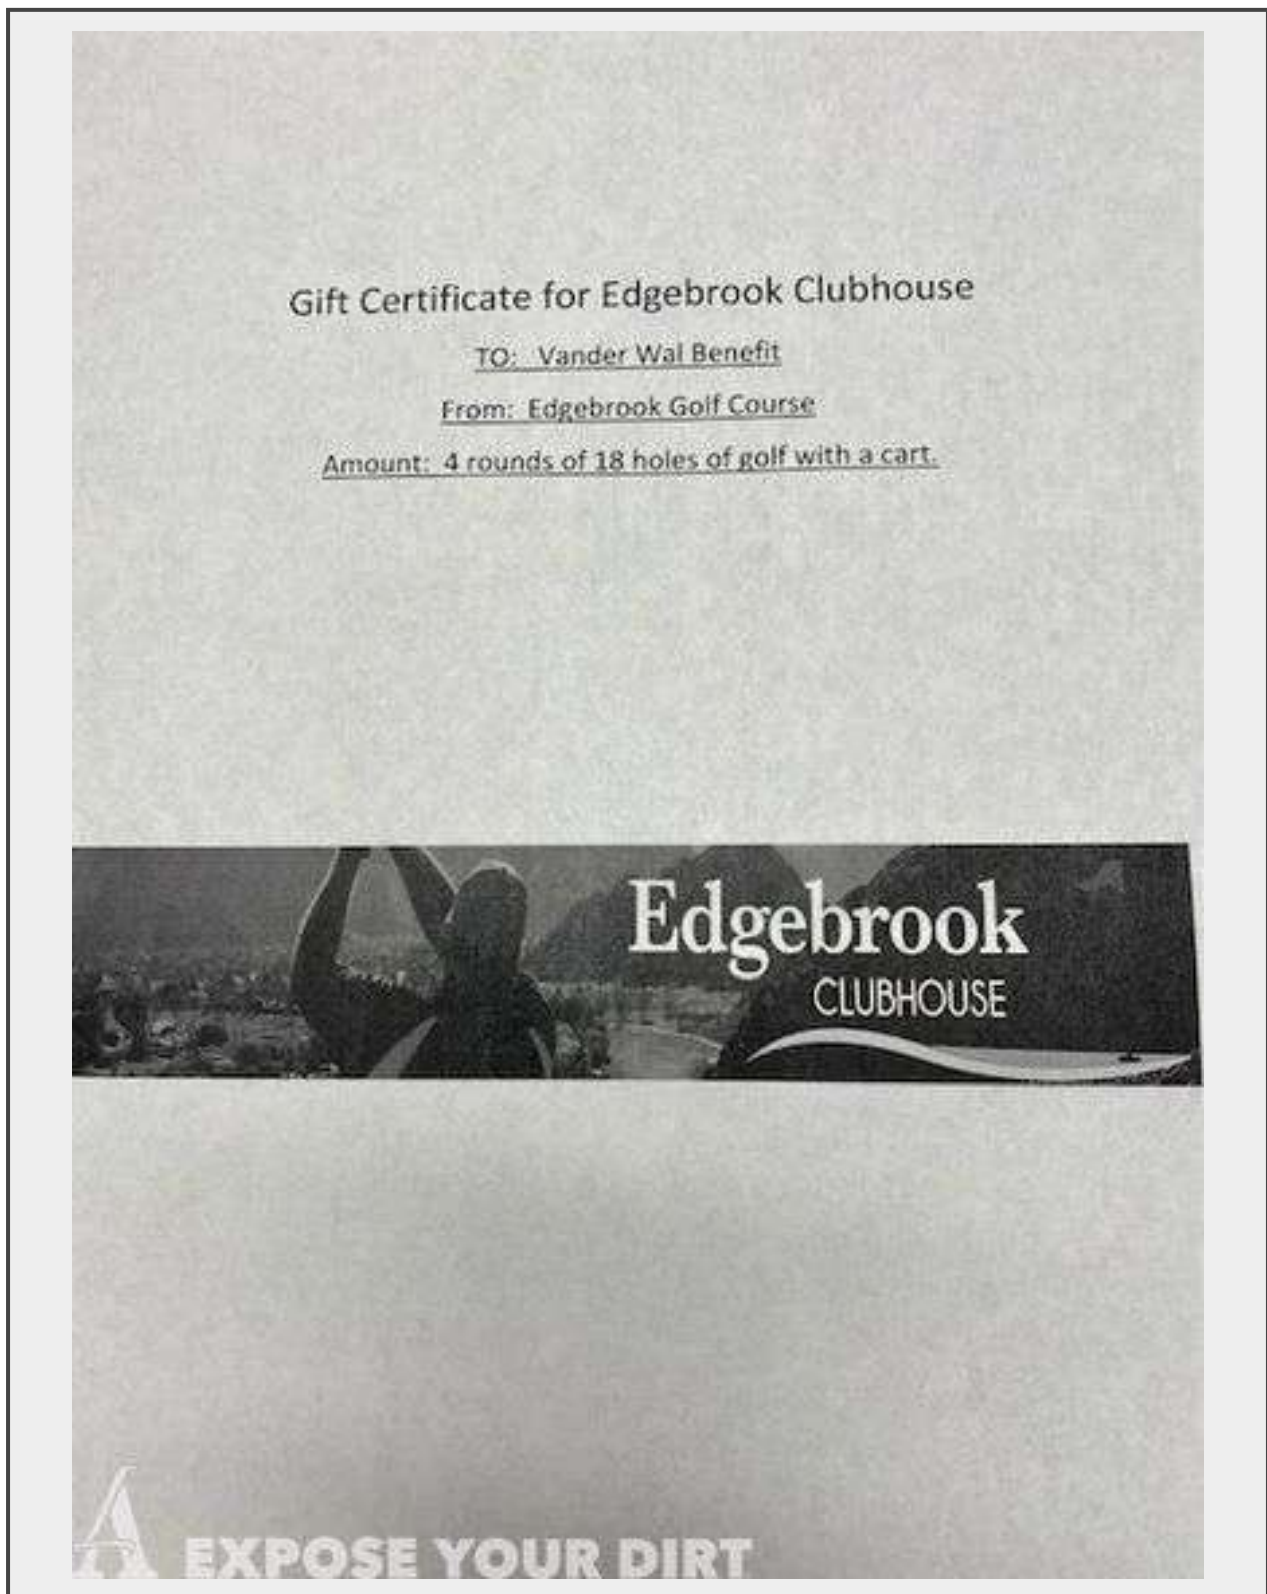 Gift Certificate for Edgebrook Clubhouse
TO: Vander Wal Benefit
From: Edgebrook Golf Course
Amount: 4 rounds of 18 holes of golf with a cart.
Edgebrook
CLUBHOUSE
A EXPOSE YOUR DIRT